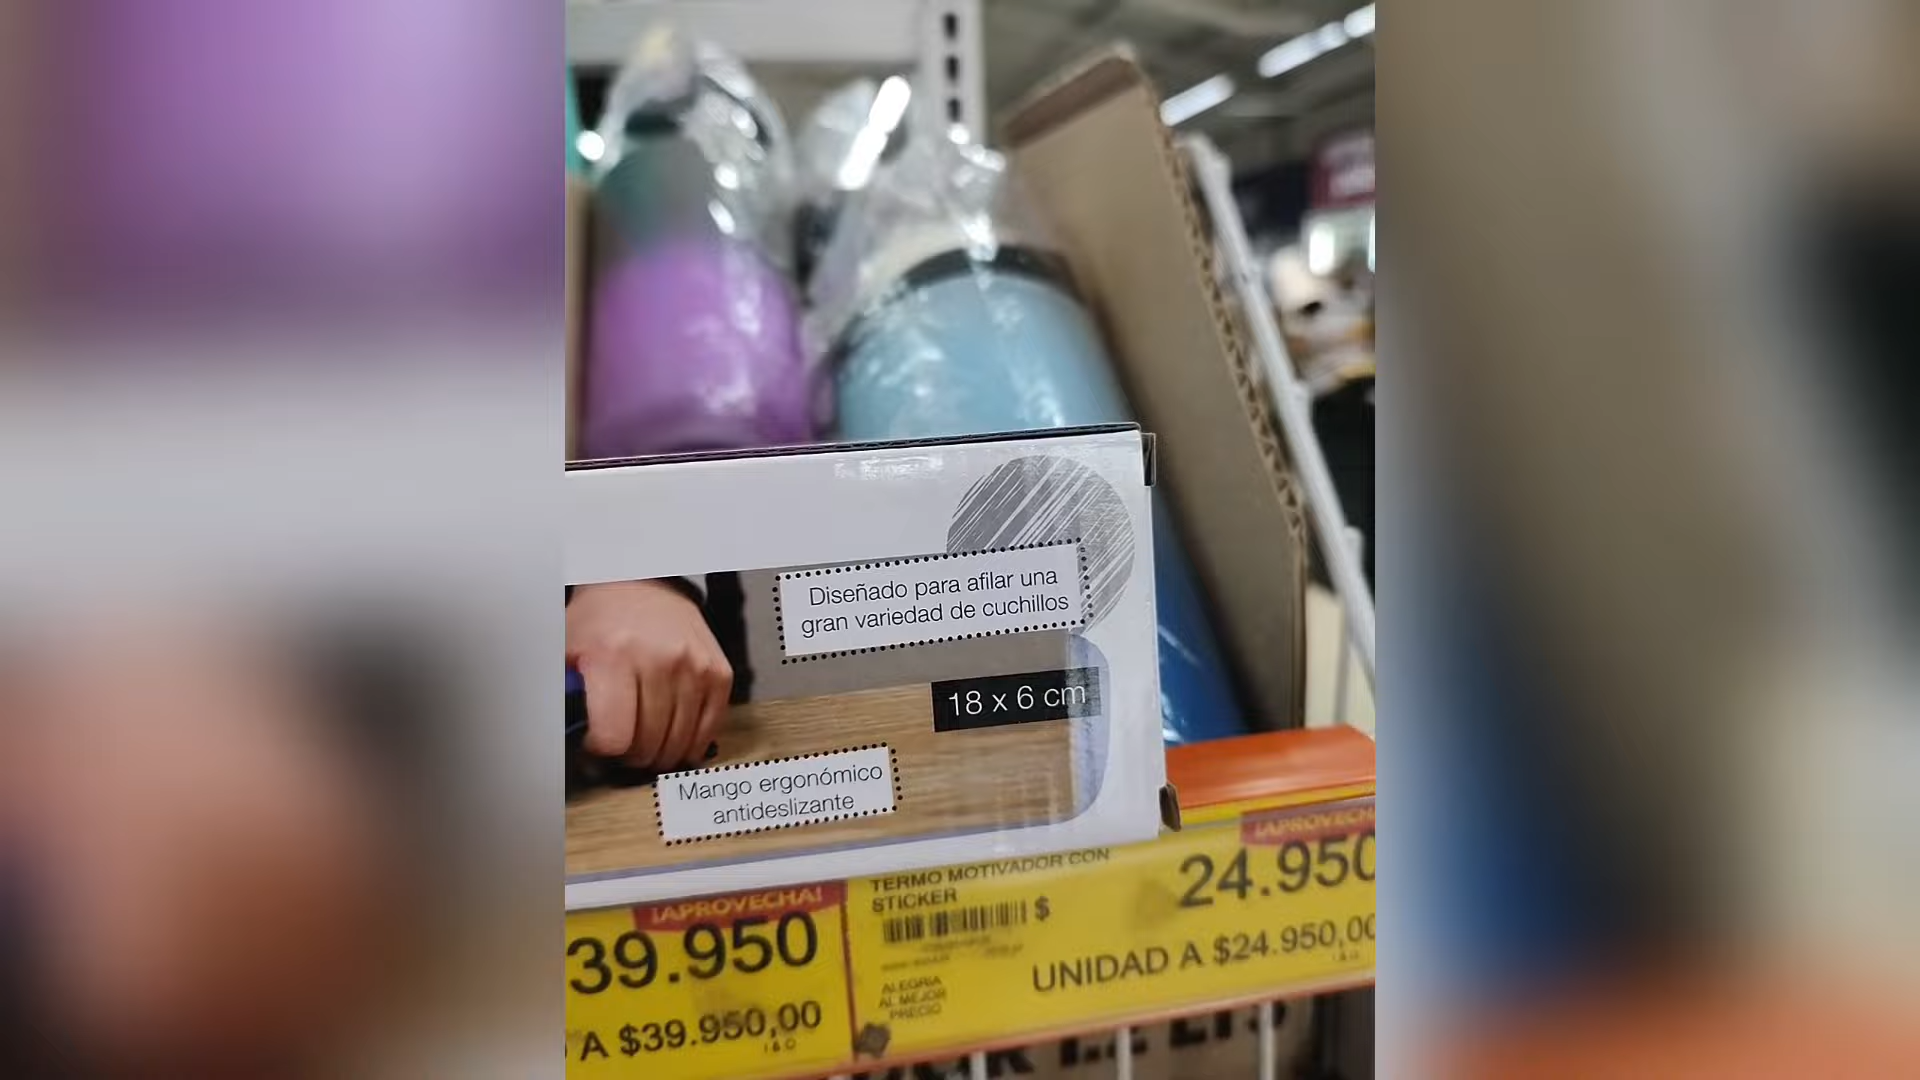 Diseñado para afilar una
gran variedad de cuchillos
18 x 6 cm
Mango ergonómico
antideslizante
¡APROVECHA!
39.950
A $39.950,00
TERMO MOTIVADOR CON
STICKER
$
ALEGRIA
AL MEJOR
PRECIO
¡APROVECH
24.950
UNIDAD A $24.950,00